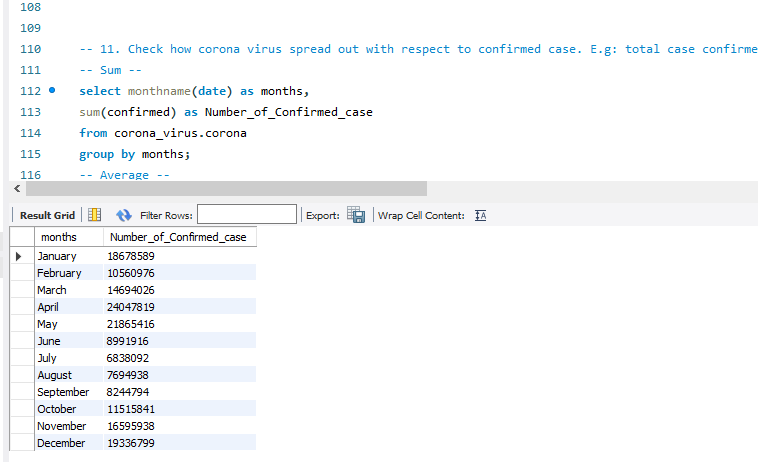 108
109
110 -- 11. Check how corona virus spread out with respect to confirmed case. E.g: total case confirme
111 -- Sum --
112 select monthname(date) as months,
113 sum(confirmed) as Number_of_Confirmed_case
114 from corona_virus.corona
115 group by months;
116 -- Average --
Result Grid Filter Rows: Export: Wrap Cell Content: IA
months Number_of_Confirmed_case
January 18678589
February 10560976
March 14694026
April 24047819
May 21865416
June 8991916
July 6838092
August 7694938
September 8244794
October 11515841
November 16595938
December 19336799